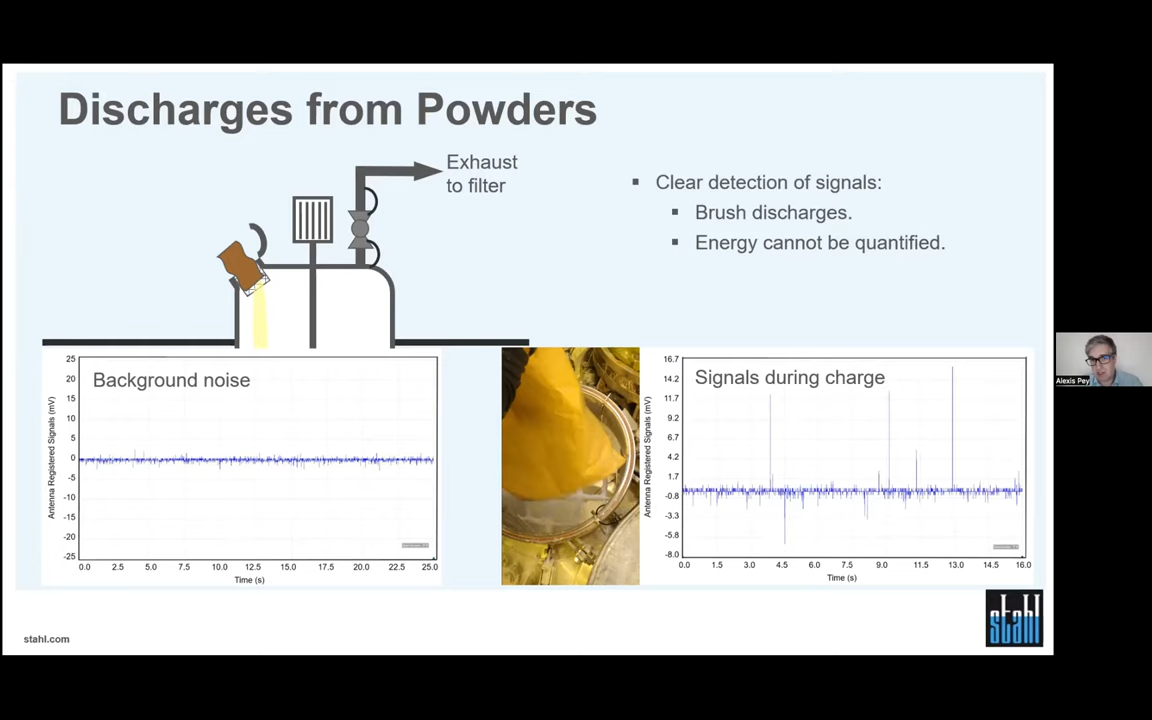 Discharges from Powders
Exhaust
to filter
Clear detection of signals:
Brush discharges.
Energy cannot be quantified.
Background noise
Antenna Registered Signals (mV)
25
20
15
10
5
0
-5
-10
-15
-20
-25
0.0 2.5 5.0 7.5 10.0 12.5 15.0 17.5 20.0 22.5 25.0
Time (s)
Signals during charge
Antenna Registered Signals (mV)
16.7
14.2
11.7
9.2
6.7
4.2
1.7
-0.8
-3.3
-5.8
-8.0
0.0 1.5 3.0 4.5 6.0 7.5 9.0 11.5 13.0 14.5 16.0
Time (s)
Alexis Pey
stahl.com
stahl